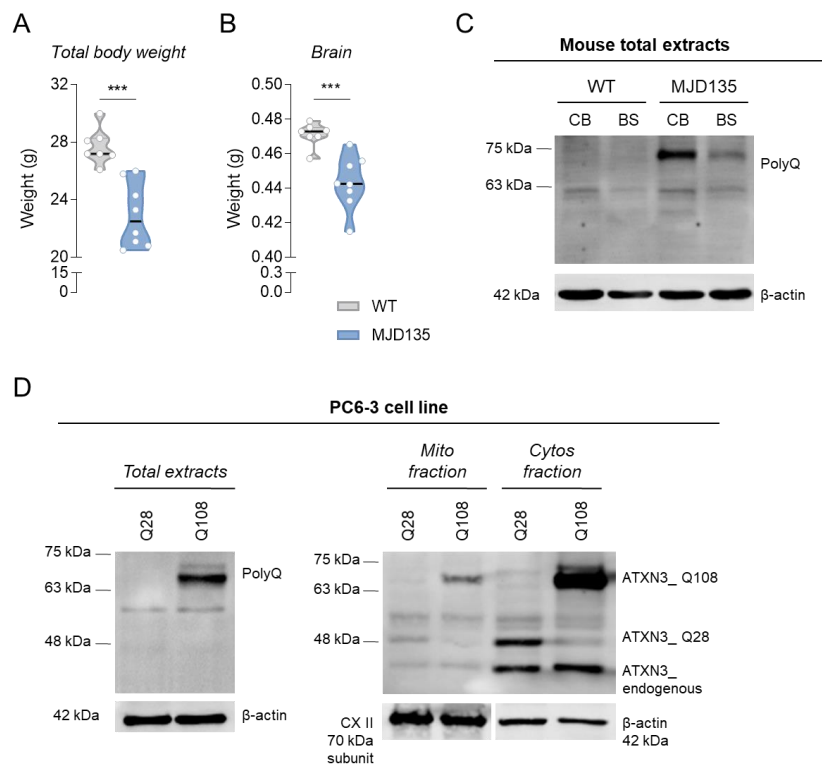 A
Total body weight
32
28
24
20
15
0
Weight (g)
***
B
Brain
0.50
0.48
0.46
0.44
0.42
0.40
0.3
0.0
Weight (g)
***
WT
MJD135
C
Mouse total extracts
WT MJD135
CB BS CB BS
75 kDa
63 kDa
PolyQ
42 kDa
β-actin
D
PC6-3 cell line
Total extracts
Q28 Q108
75 kDa
63 kDa
48 kDa
PolyQ
42 kDa
β-actin
Mito
fraction
Cytos
fraction
Q28 Q108 Q28 Q108
75 kDa
63 kDa
48 kDa
ATXN3_ Q108
ATXN3_ Q28
ATXN3_
endogenous
CX II
70 kDa
subunit
β-actin
42 kDa